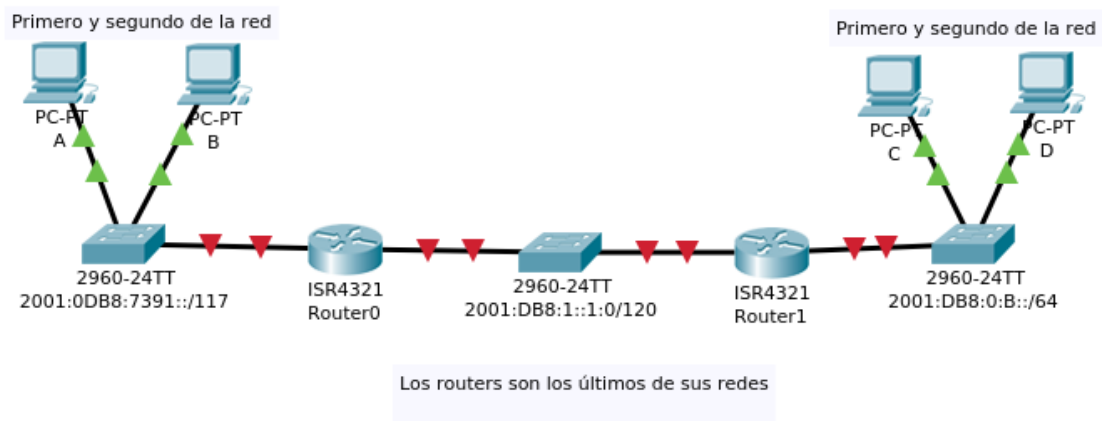 Primero y segundo de la red
Primero y segundo de la red
PC-PT
A
PC-PT
B
PC-PT
C
PC-PT
D
2960-24TT
2001:0DB8:7391::/117
ISR4321
Router0
2960-24TT
2001:DB8:1::1:0/120
ISR4321
Router1
2960-24TT
2001:DB8:0:B::/64
Los routers son los últimos de sus redes